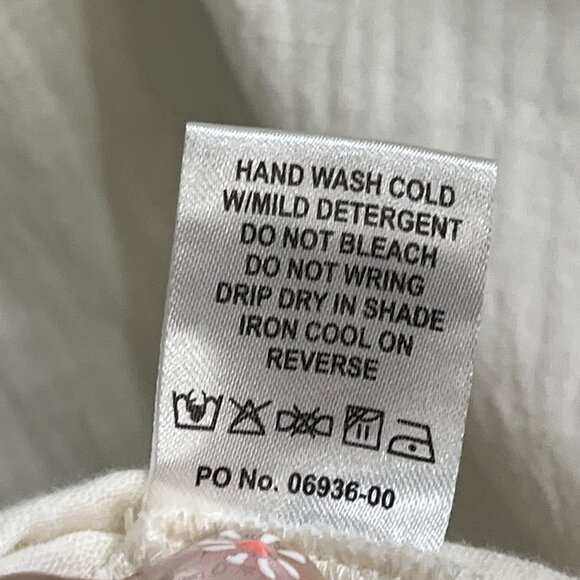 HAND WASH COLD
W/MILD DETERGENT
DO NOT BLEACH
DO NOT WRING
DRIP DRY IN SHADE
IRON COOL ON
REVERSE
PO No. 06936-00